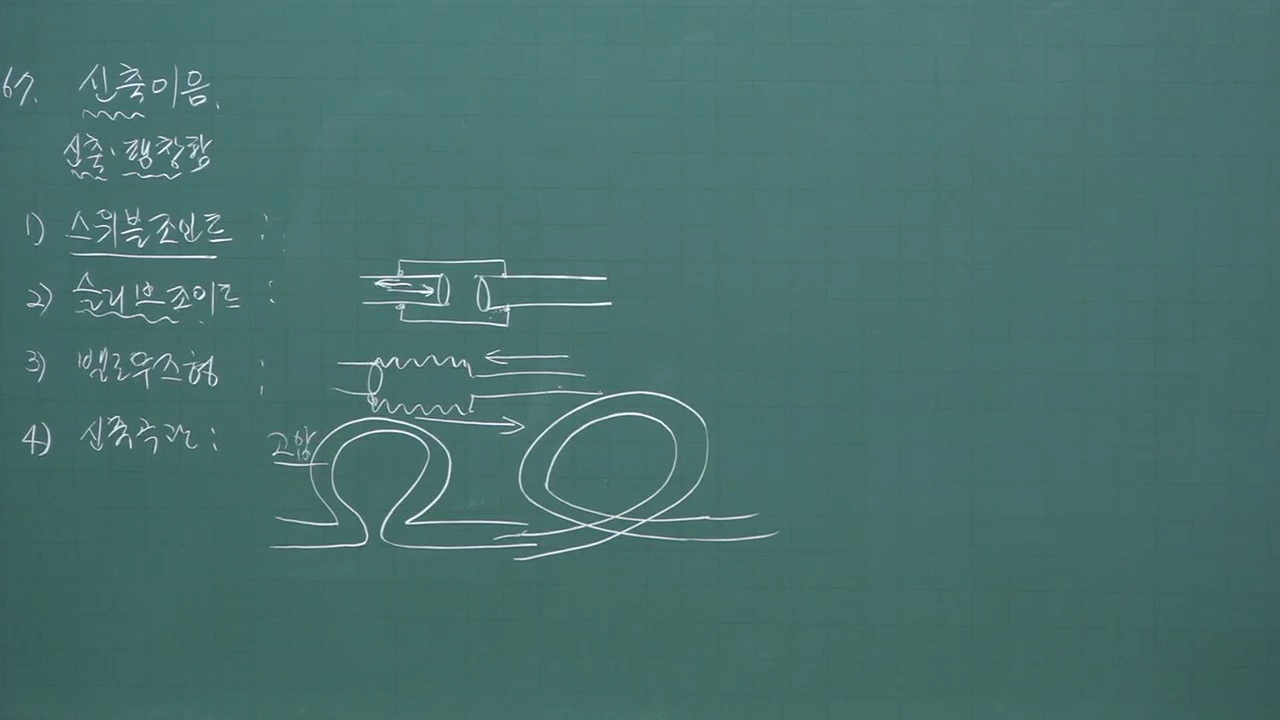 67. 신축이음.
신축·팽창량
1) 스위블조인트 :
2) 슬리브조이트 :
3) 벨로우즈형 :
4) 신축곡관 : 고압